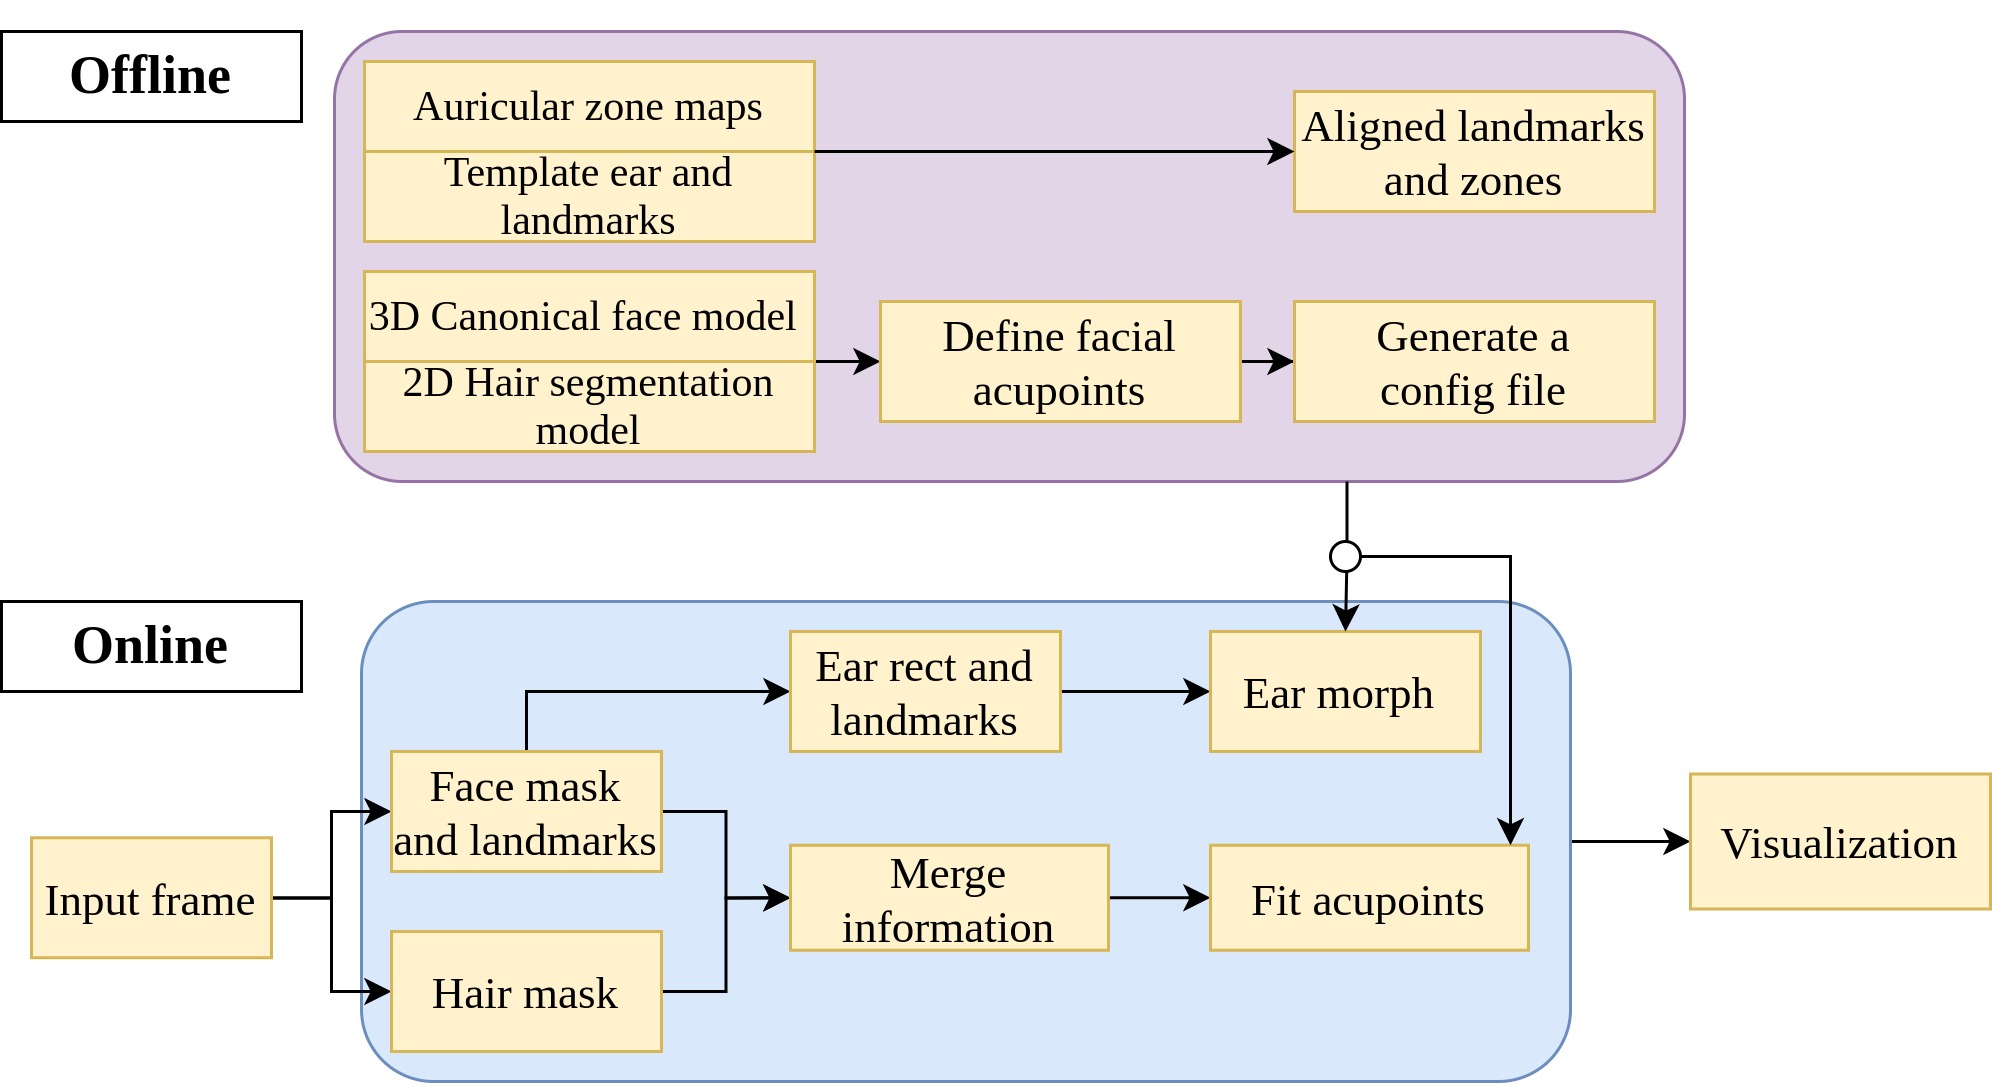 Offline
Auricular zone maps
Template ear and
landmarks
Aligned landmarks
and zones
3D Canonical face model
2D Hair segmentation
model
Define facial
acupoints
Generate a
config file
Online
Ear rect and
landmarks
Ear morph
Face mask
and landmarks
Input frame
Hair mask
Merge
information
Fit acupoints
Visualization